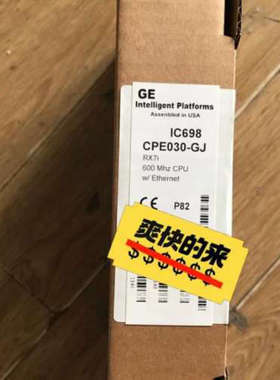 GE
Intelligent Platforms
Assembled in USA
IC698
CPE030-GJ
RX7i
600 Mhz CPU
w/ Ethernet
CE
P82
爽快的来
$$$$$$